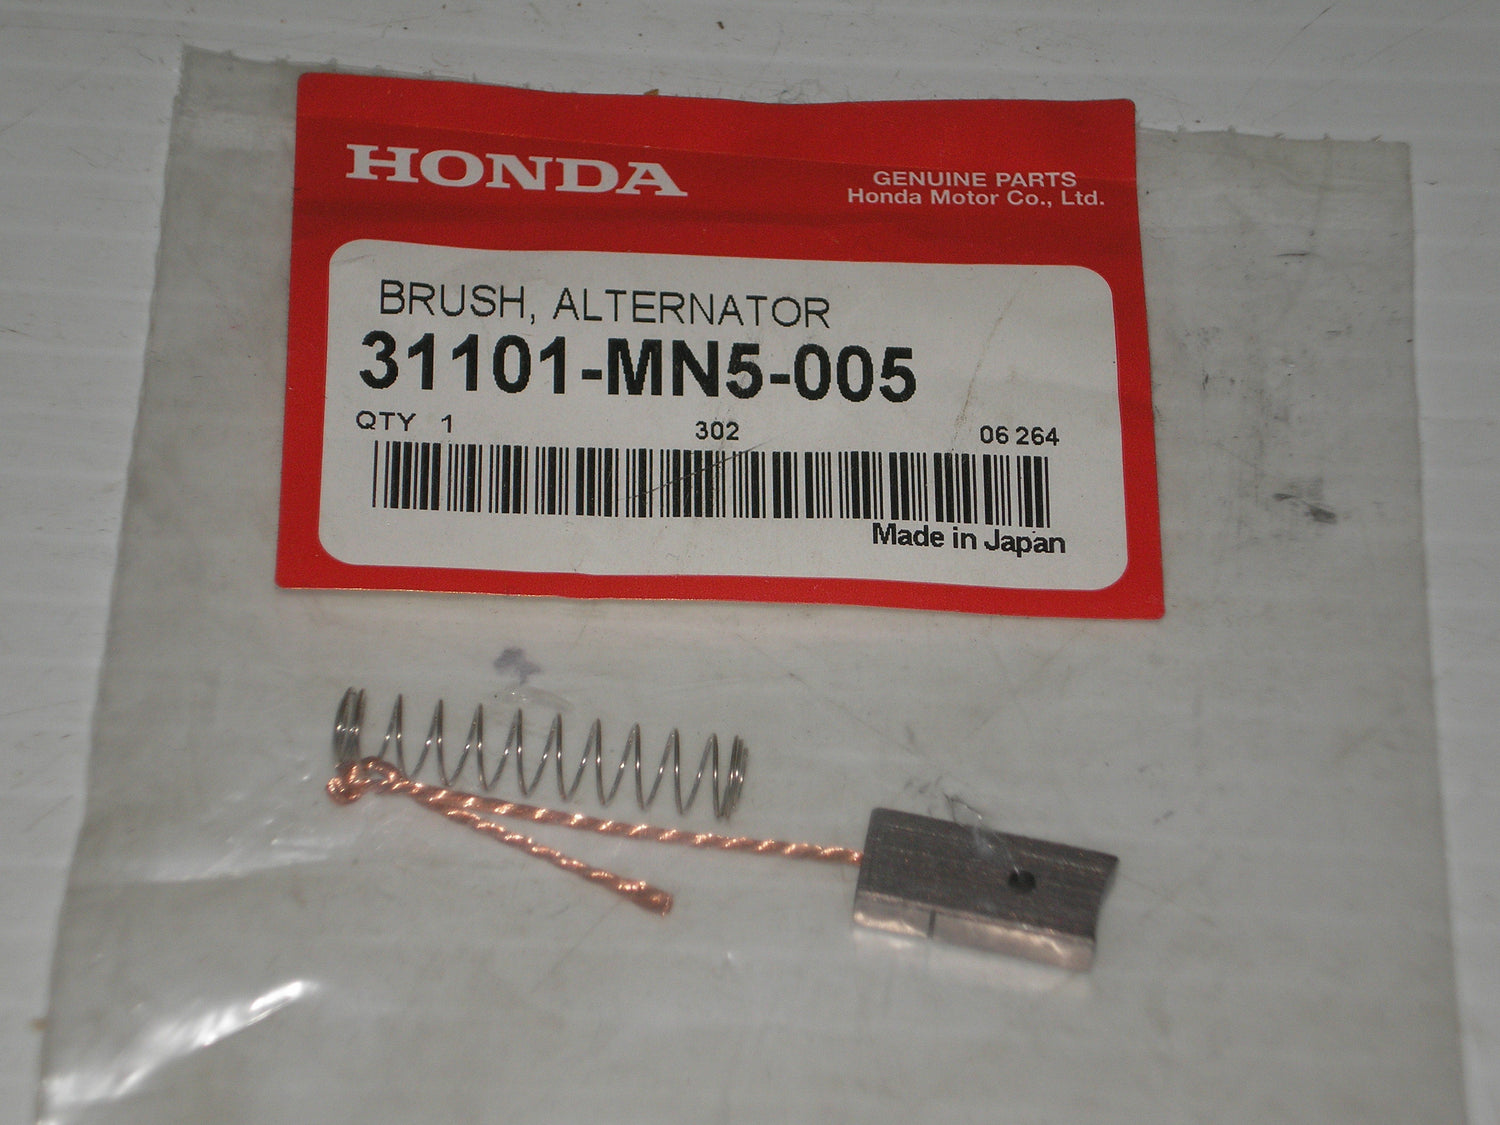 HONDA
GENUINE PARTS
Honda Motor Co., Ltd.
BRUSH, ALTERNATOR
31101-MN5-005
QTY 1 302 06 264
Made in Japan